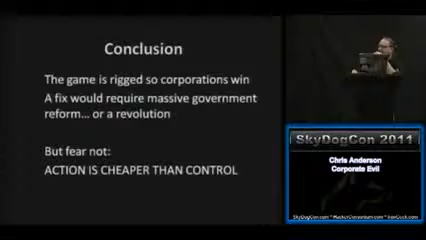 Conclusion
The game is rigged so corporations win
A fix would require massive government
reform... or a revolution
But fear not:
ACTION IS CHEAPER THAN CONTROL
SkyDogCon 2011
Chris Anderson
Corporate Evil